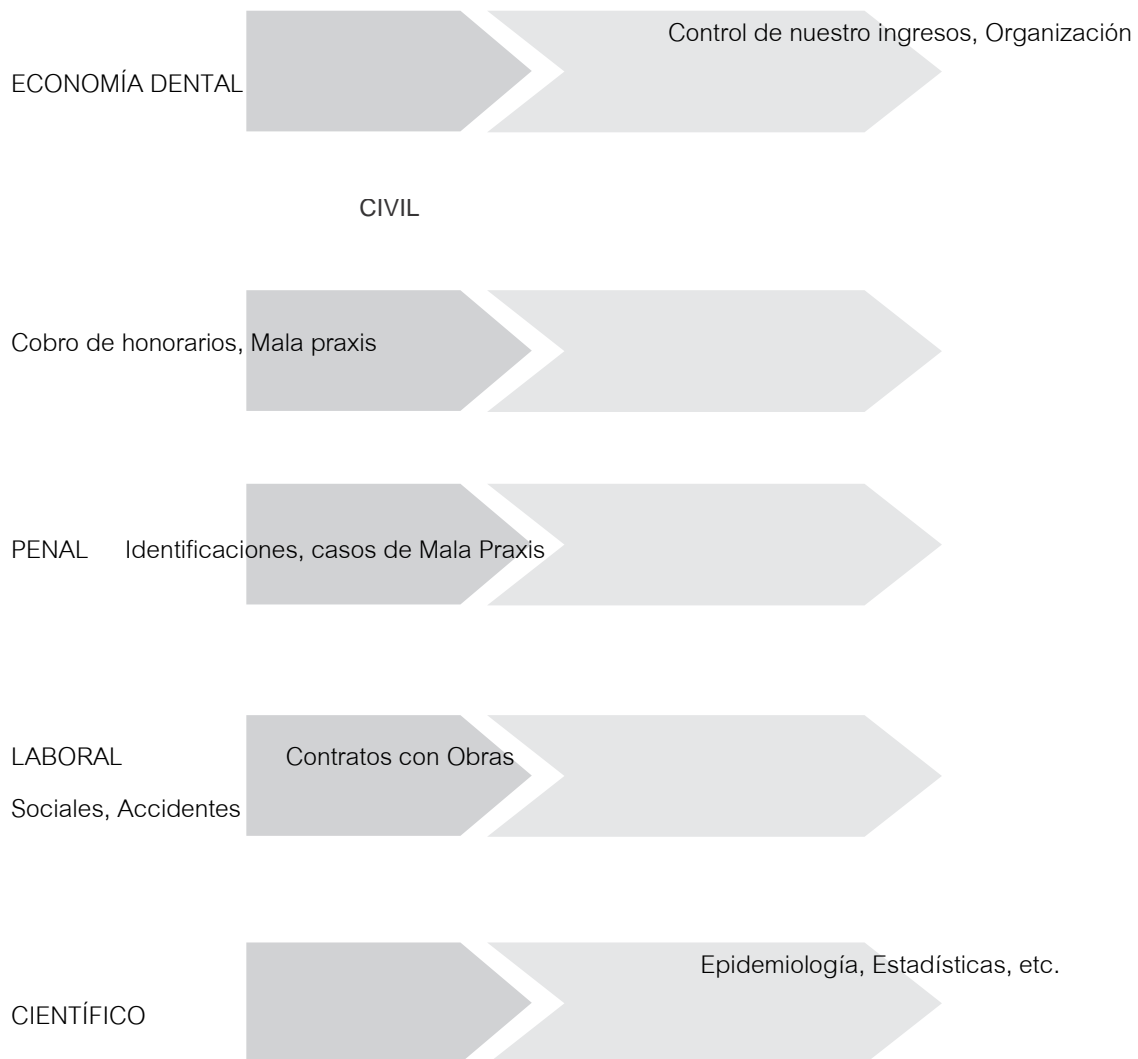 Control de nuestro ingresos, Organización
ECONOMÍA DENTAL
CIVIL
Cobro de honorarios, Mala praxis
PENAL Identificaciones, casos de Mala Praxis
LABORAL Contratos con Obras
Sociales, Accidentes
Epidemiología, Estadísticas, etc.
CIENTÍFICO